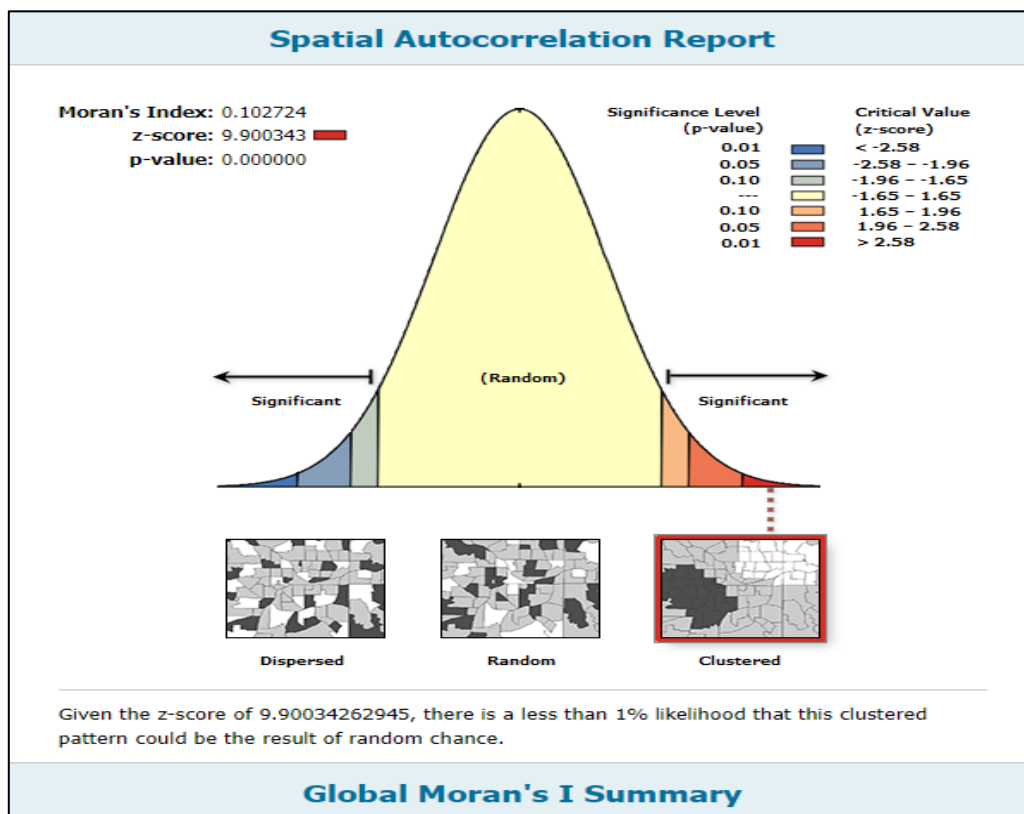 Spatial Autocorrelation Report
Moran's Index: 0.102724
z-score: 9.900343
p-value: 0.000000
Significance Level (p-value)
Critical Value (z-score)
0.01 < -2.58
0.05 -2.58 – -1.96
0.10 -1.96 – -1.65
--- -1.65 – 1.65
0.10 1.65 – 1.96
0.05 1.96 – 2.58
0.01 > 2.58
(Random)
Significant
Significant
Dispersed
Random
Clustered
Given the z-score of 9.90034262945, there is a less than 1% likelihood that this clustered
pattern could be the result of random chance.
Global Moran's I Summary